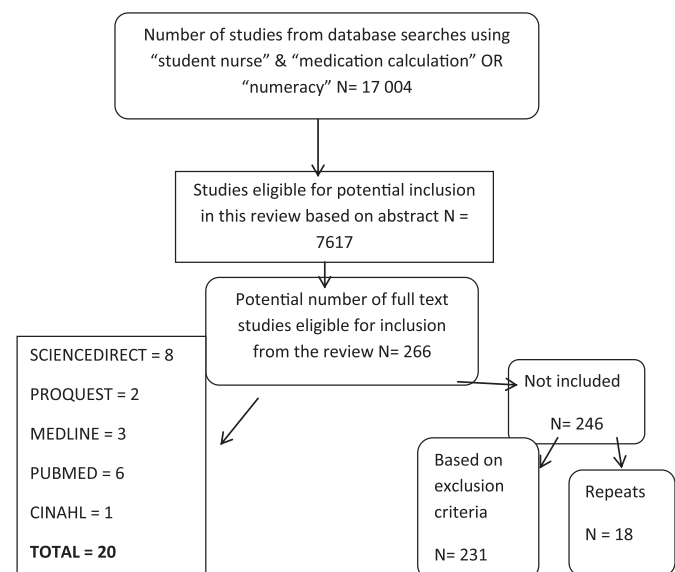 Number of studies from database searches using
“student nurse” & “medication calculation” OR
“numeracy” N= 17 004
Studies eligible for potential inclusion
in this review based on abstract N =
7617
Potential number of full text
studies eligible for inclusion
from the review N= 266
SCIENCEDIRECT = 8
PROQUEST = 2
MEDLINE = 3
PUBMED = 6
CINAHL = 1
TOTAL = 20
Not included
N= 246
Based on
exclusion
criteria
N= 231
Repeats
N = 18